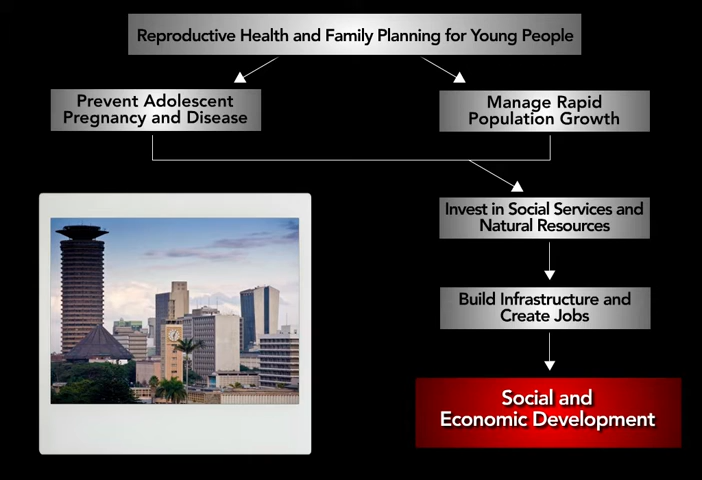 Reproductive Health and Family Planning for Young People
Prevent Adolescent
Pregnancy and Disease
Manage Rapid
Population Growth
Invest in Social Services and
Natural Resources
Build Infrastructure and
Create Jobs
Social and
Economic Development